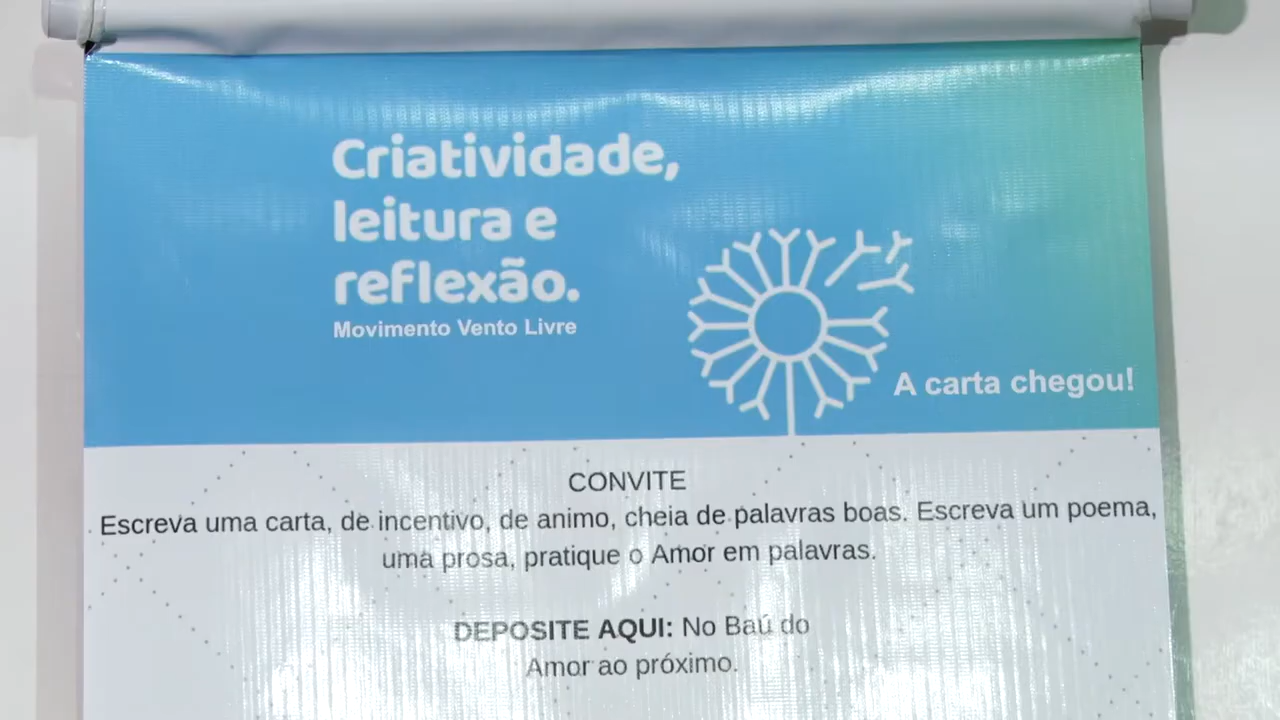 Criatividade,
leitura e
reflexão.
Movimento Vento Livre
A carta chegou!
CONVITE
Escreva uma carta, de incentivo, de animo, cheia de palavras boas. Escreva um poema,
uma prosa, pratique o Amor em palavras.
DEPOSITE AQUI: No Baú do
Amor ao próximo.